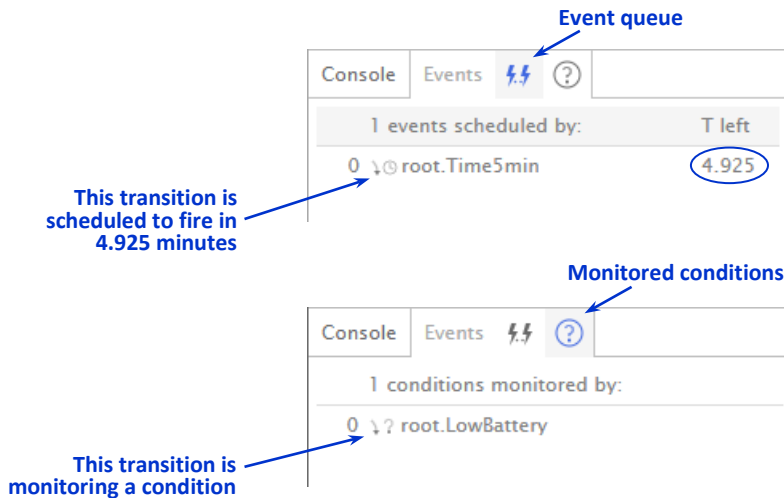 Event queue
Console Events
1 events scheduled by: T left
0 root.Time5min 4.925
This transition is
scheduled to fire in
4.925 minutes
Monitored conditions
Console Events ?
1 conditions monitored by:
0 ? root.LowBattery
This transition is
monitoring a condition